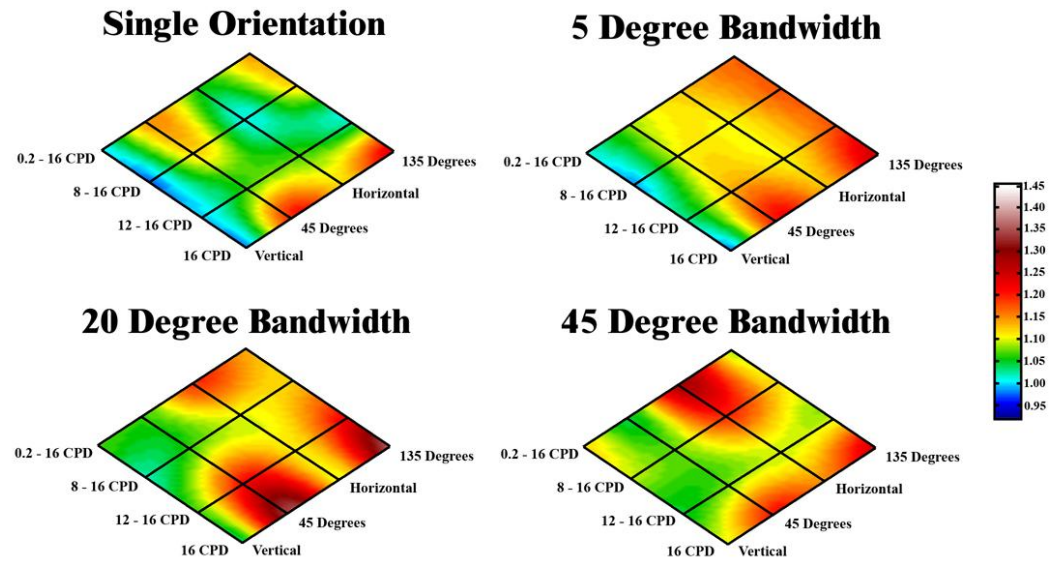 Single Orientation
0.2 - 16 CPD
8 - 16 CPD
12 - 16 CPD
16 CPD
Vertical
45 Degrees
Horizontal
135 Degrees
5 Degree Bandwidth
0.2 - 16 CPD
8 - 16 CPD
12 - 16 CPD
16 CPD
Vertical
45 Degrees
Horizontal
135 Degrees
1.45
1.40
1.35
1.30
1.25
1.20
1.15
1.10
1.05
1.00
0.95
20 Degree Bandwidth
0.2 - 16 CPD
8 - 16 CPD
12 - 16 CPD
16 CPD
Vertical
45 Degrees
Horizontal
135 Degrees
45 Degree Bandwidth
0.2 - 16 CPD
8 - 16 CPD
12 - 16 CPD
16 CPD
Vertical
45 Degrees
Horizontal
135 Degrees